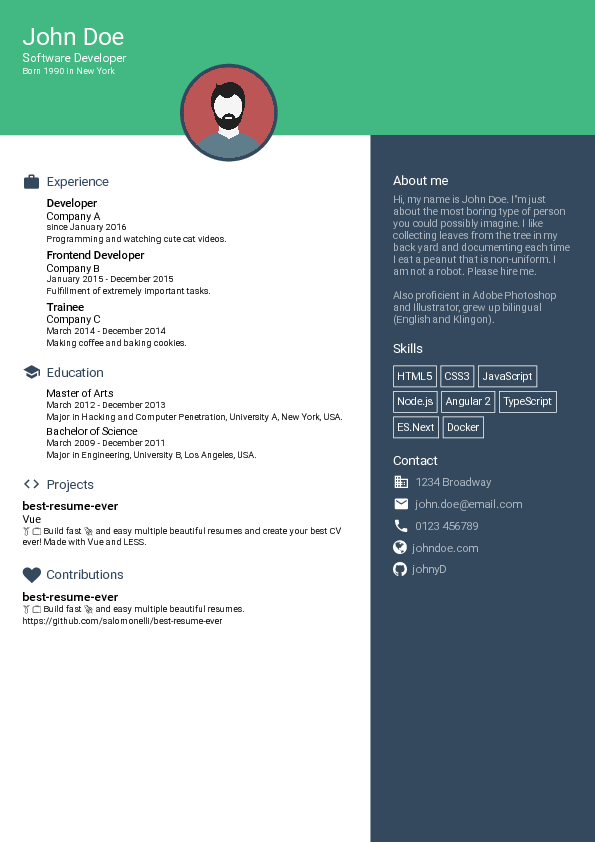 John Doe
Software Developer
Born 1990 in New York
Experience
Developer
Company A
since January 2016
Programming and watching cute cat videos.
Frontend Developer
Company B
January 2015 - December 2015
Fulfillment of extremely important tasks.
Trainee
Company C
March 2014 - December 2014
Making coffee and baking cookies.
Education
Master of Arts
March 2012 - December 2013
Major in Hacking and Computer Penetration, University A, New York, USA.
Bachelor of Science
March 2009 - December 2011
Major in Engineering, University B, Los Angeles, USA.
Projects
best-resume-ever
Vue
👔 💼 Build fast 🚀 and easy multiple beautiful resumes and create your best CV
ever! Made with Vue and LESS.
Contributions
best-resume-ever
👔 💼 Build fast 🚀 and easy multiple beautiful resumes.
https://github.com/salomonelli/best-resume-ever
About me
Hi, my name is John Doe. I'm just
about the most boring type of person
you could possibly imagine. I like
collecting leaves from the tree in my
back yard and documenting each time
I eat a peanut that is non-uniform. I
am not a robot. Please hire me.
Also proficient in Adobe Photoshop
and Illustrator, grew up bilingual
(English and Klingon).
Skills
HTML5 CSS3 JavaScript
Node.js Angular 2 TypeScript
ES.Next Docker
Contact
1234 Broadway
john.doe@email.com
0123 456789
johndoe.com
johnyD